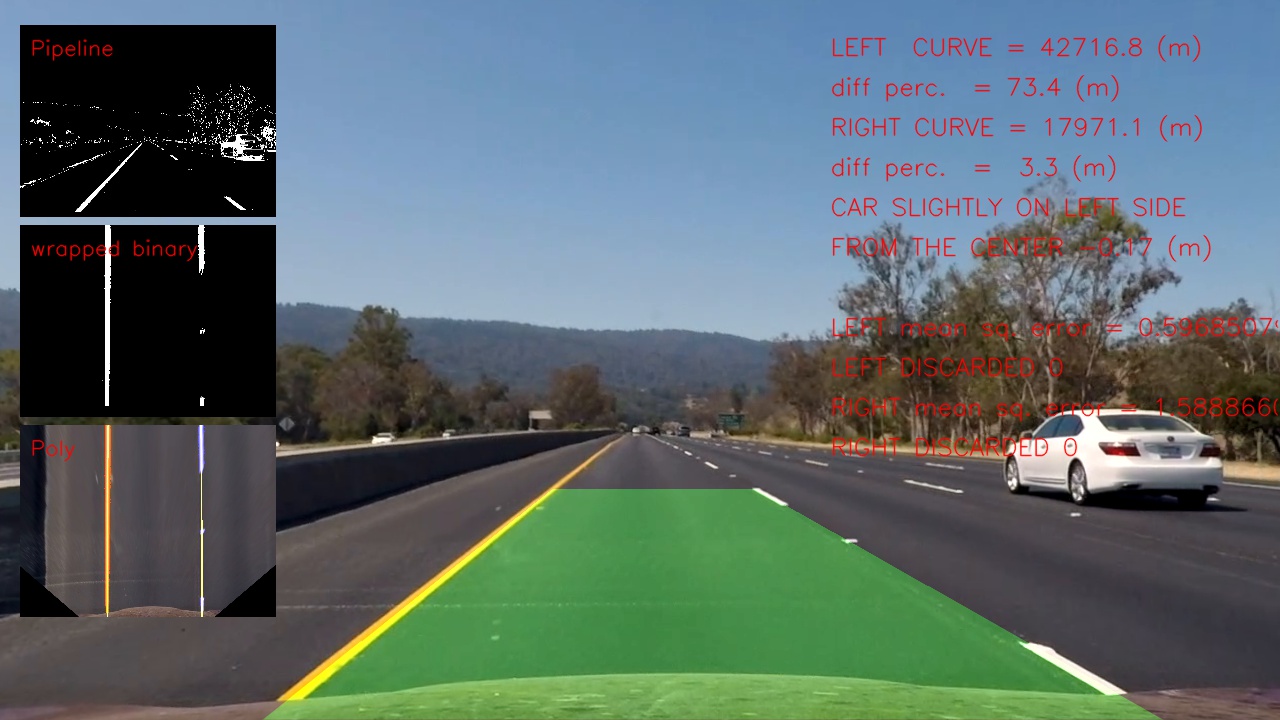 Pipeline
wrapped binary
Poly
LEFT CURVE = 42716.8 (m)
diff perc. = 73.4 (m)
RIGHT CURVE = 17971.1 (m)
diff perc. = 3.3 (m)
CAR SLIGHTLY ON LEFT SIDE
FROM THE CENTER -0.17 (m)
LEFT mean sq. error = 0.5968507
LEFT DISCARDED 0
RIGHT mean sq. error = 1.588866
RIGHT DISCARDED 0